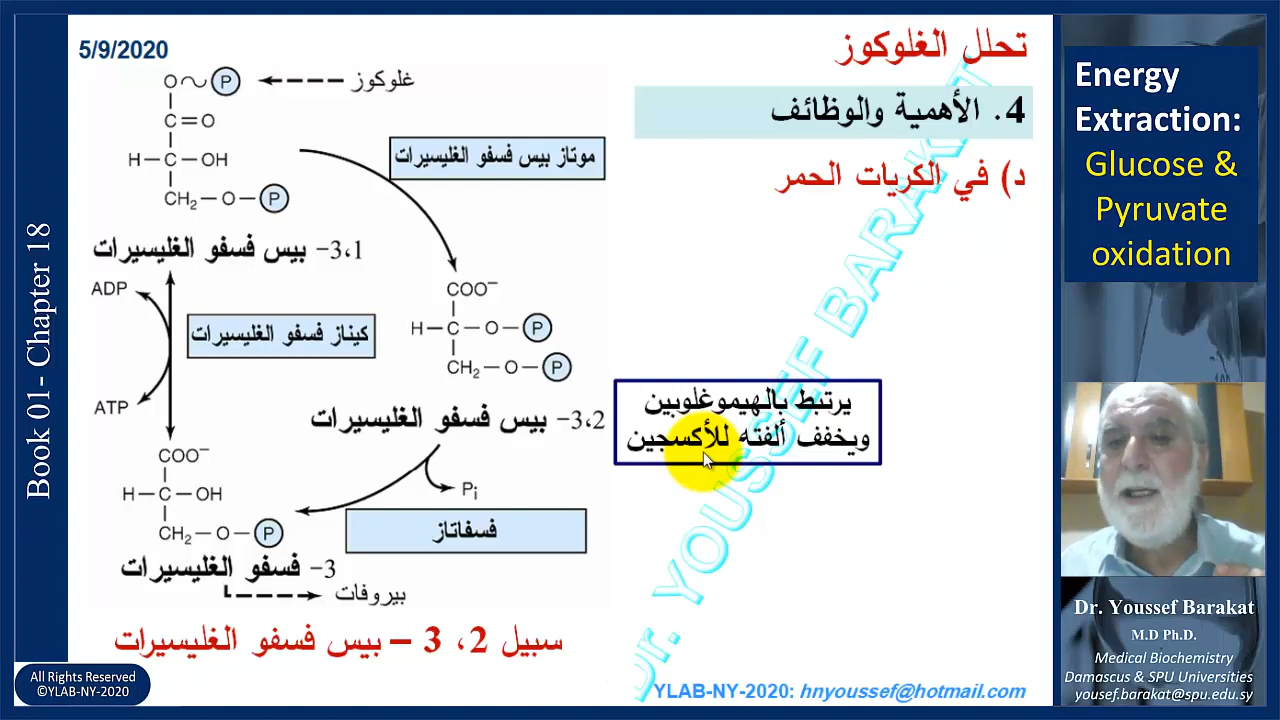 5/9/2020
تحلل الغلوكوز
4. الأهمية والوظائف
د) في الكريات الحمر
غلوكوز
O~P
C=O
H-C-OH
CH₂-O-P
3،1- بيس فسفو الغليسيرات
موتاز بيس فسفو الغليسيرات
COO⁻
H-C-O-P
CH₂-O-P
3،2- بيس فسفو الغليسيرات
يرتبط بالهيموغلوبين
ويخفف ألفته للأكسجين
ADP
كيناز فسفو الغليسيرات
ATP
Pi
فسفاتاز
COO⁻
H-C-OH
CH₂-O-P
3- فسفو الغليسيرات
بيروفات
سبيل 2، 3 – بيس فسفو الغليسيرات
Dr. YOUSSEF BARAKAT
YLAB-NY-2020: hnyoussef@hotmail.com
Book 01- Chapter 18
All Rights Reserved
©YLAB-NY-2020
Energy
Extraction:
Glucose &
Pyruvate
oxidation
Dr. Youssef Barakat
M.D Ph.D.
Medical Biochemistry
Damascus & SPU Universities
yousef.barakat@spu.edu.sy